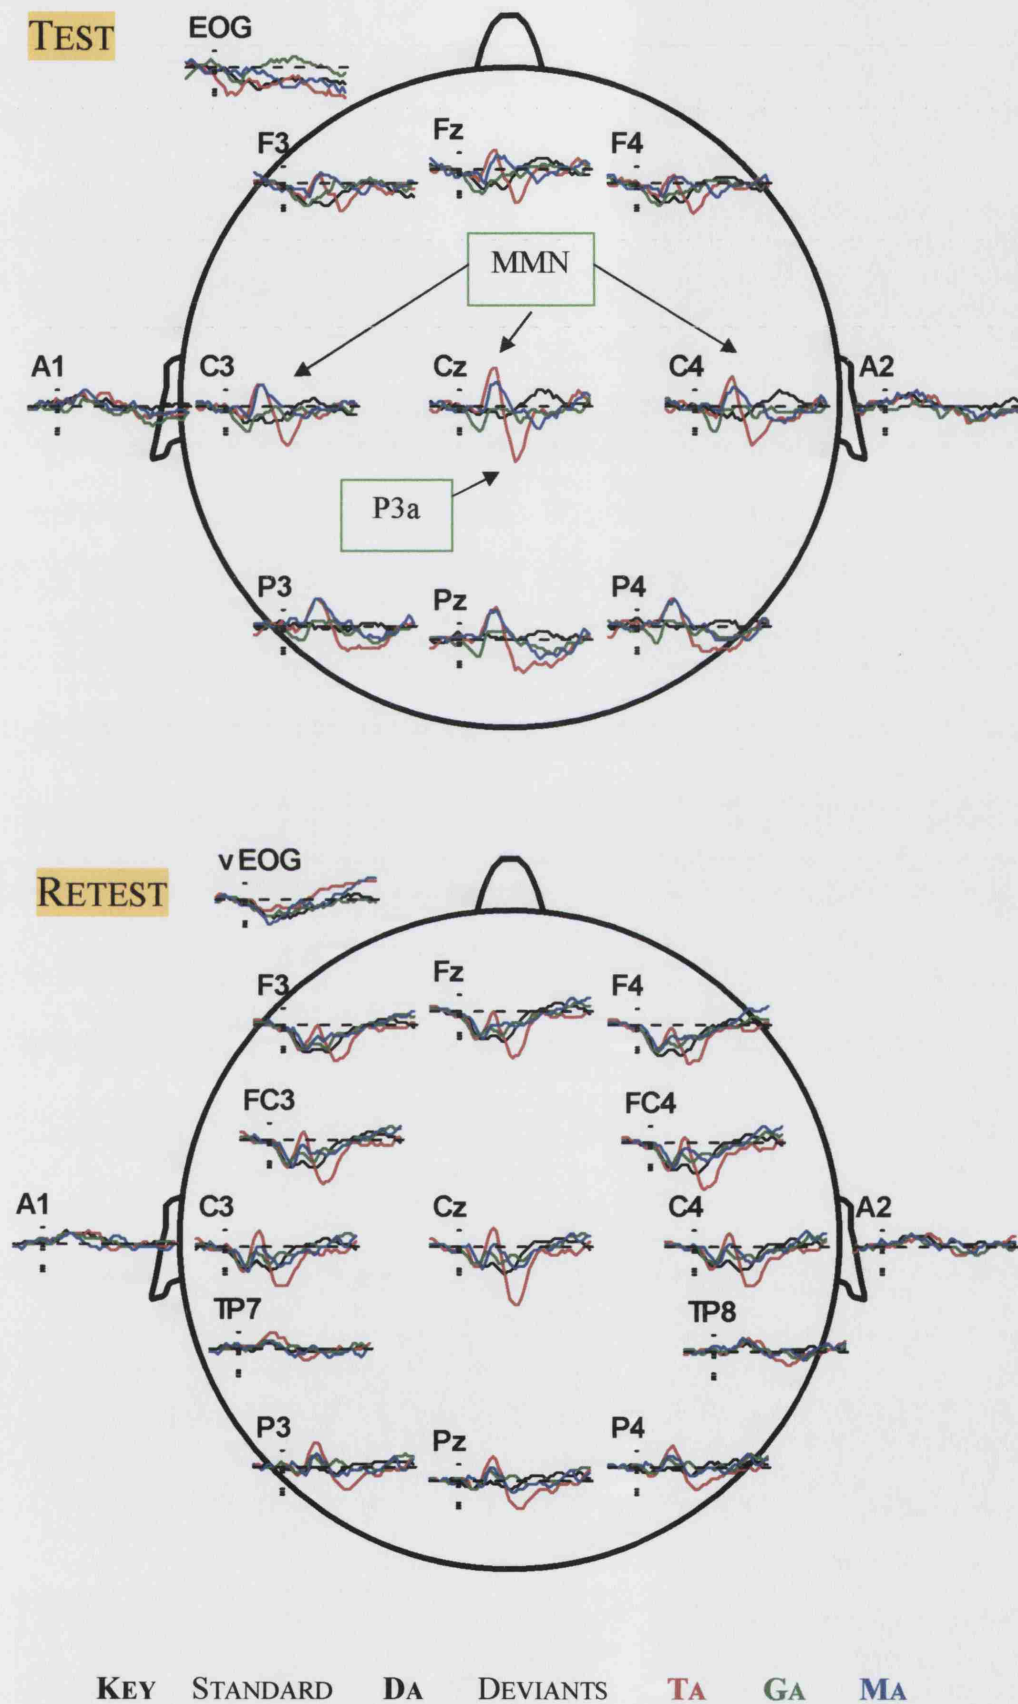 TEST
EOG
F3 Fz F4
MMN
A1 C3 Cz C4 A2
P3a
P3 Pz P4
RETEST
vEOG
F3 Fz F4
FC3 FC4
A1 C3 Cz C4 A2
TP7 TP8
P3 Pz P4
KEY STANDARD DA DEVIANTS TA GA MA